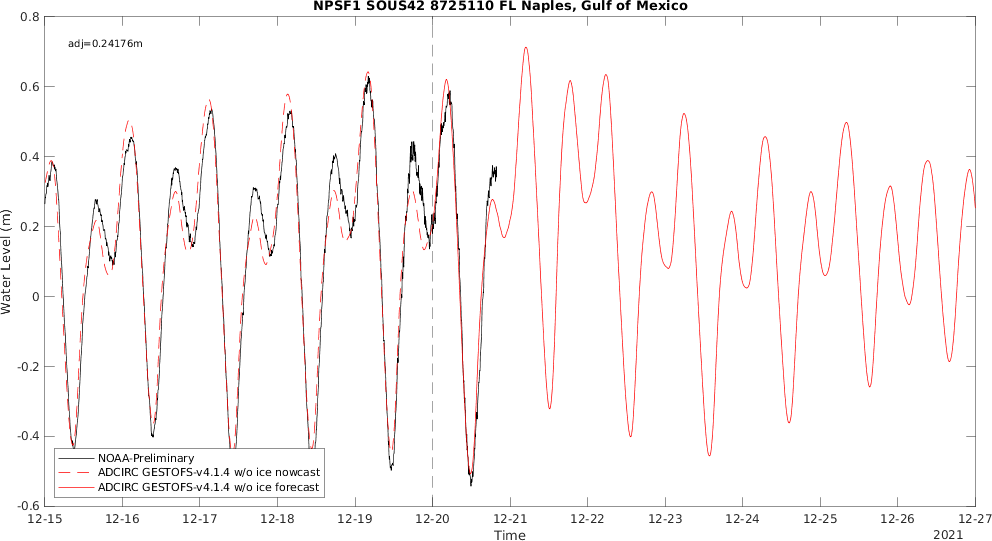 NPSF1 SOUS42 8725110 FL Naples, Gulf of Mexico
adj=0.24176m
0.8
0.6
0.4
0.2
0
-0.2
-0.4
-0.6
Water Level (m)
NOAA-Preliminary
ADCIRC GESTOFS-v4.1.4 w/o ice nowcast
ADCIRC GESTOFS-v4.1.4 w/o ice forecast
12-15 12-16 12-17 12-18 12-19 12-20 12-21 12-22 12-23 12-24 12-25 12-26 12-27
Time
2021